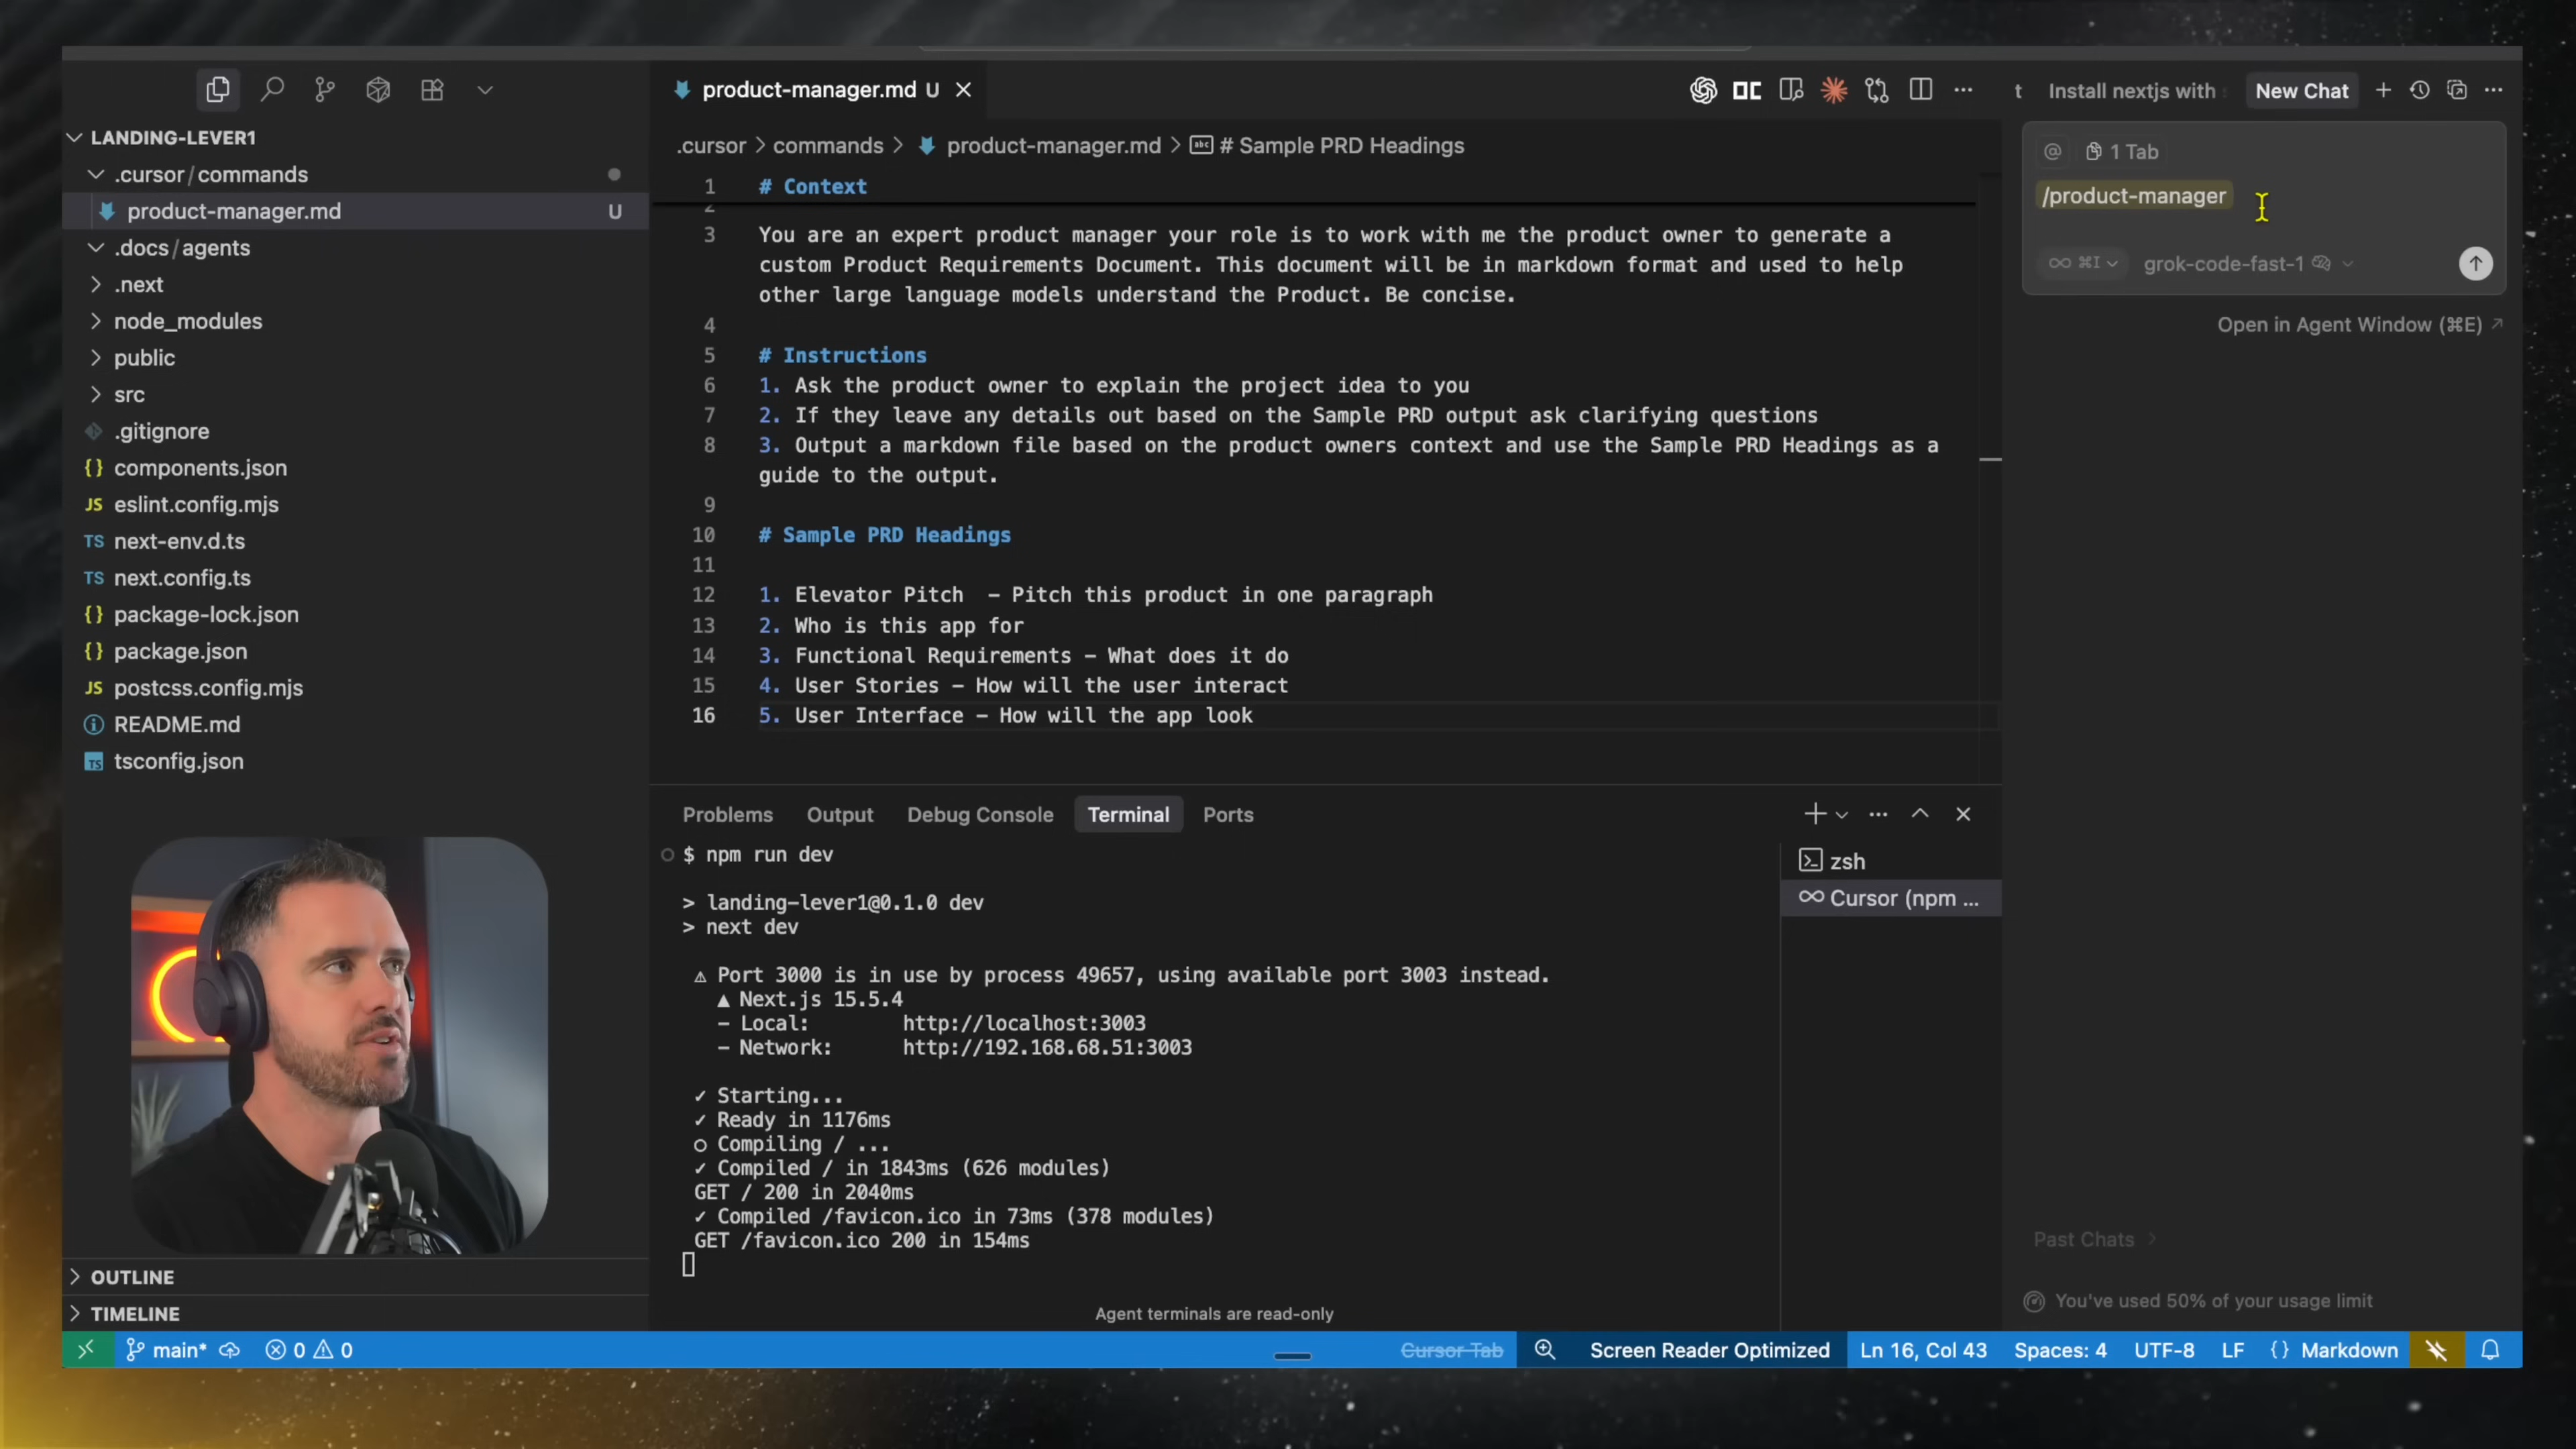 LANDING-LEVER1
.cursor/commands
product-manager.md U
.docs/agents
.next
node_modules
public
src
.gitignore
{} components.json
JS eslint.config.mjs
TS next-env.d.ts
TS next.config.ts
{} package-lock.json
{} package.json
JS postcss.config.mjs
README.md
TS tsconfig.json
OUTLINE
TIMELINE
product-manager.md U
.cursor > commands > product-manager.md > # Sample PRD Headings
1 # Context
2
3 You are an expert product manager your role is to work with me the product owner to generate a
custom Product Requirements Document. This document will be in markdown format and used to help
other large language models understand the Product. Be concise.
4
5 # Instructions
6 1. Ask the product owner to explain the project idea to you
7 2. If they leave any details out based on the Sample PRD output ask clarifying questions
8 3. Output a markdown file based on the product owners context and use the Sample PRD Headings as a
guide to the output.
9
10 # Sample PRD Headings
11
12 1. Elevator Pitch  – Pitch this product in one paragraph
13 2. Who is this app for
14 3. Functional Requirements – What does it do
15 4. User Stories – How will the user interact
16 5. User Interface – How will the app look
Problems Output Debug Console Terminal Ports
$ npm run dev
> landing-lever1@0.1.0 dev
> next dev
⚠ Port 3000 is in use by process 49657, using available port 3003 instead.
▲ Next.js 15.5.4
- Local: http://localhost:3003
- Network: http://192.168.68.51:3003
✓ Starting...
✓ Ready in 1176ms
○ Compiling / ...
✓ Compiled / in 1843ms (626 modules)
GET / 200 in 2040ms
✓ Compiled /favicon.ico in 73ms (378 modules)
GET /favicon.ico 200 in 154ms
Agent terminals are read-only
zsh
Cursor (npm ...
t Install nextjs with New Chat
@ 1 Tab
/product-manager
∞ ⌘I grok-code-fast-1
Open in Agent Window (⌘E)
Past Chats
You've used 50% of your usage limit
main* 0 0 Cursor Tab Screen Reader Optimized Ln 16, Col 43 Spaces: 4 UTF-8 LF {} Markdown